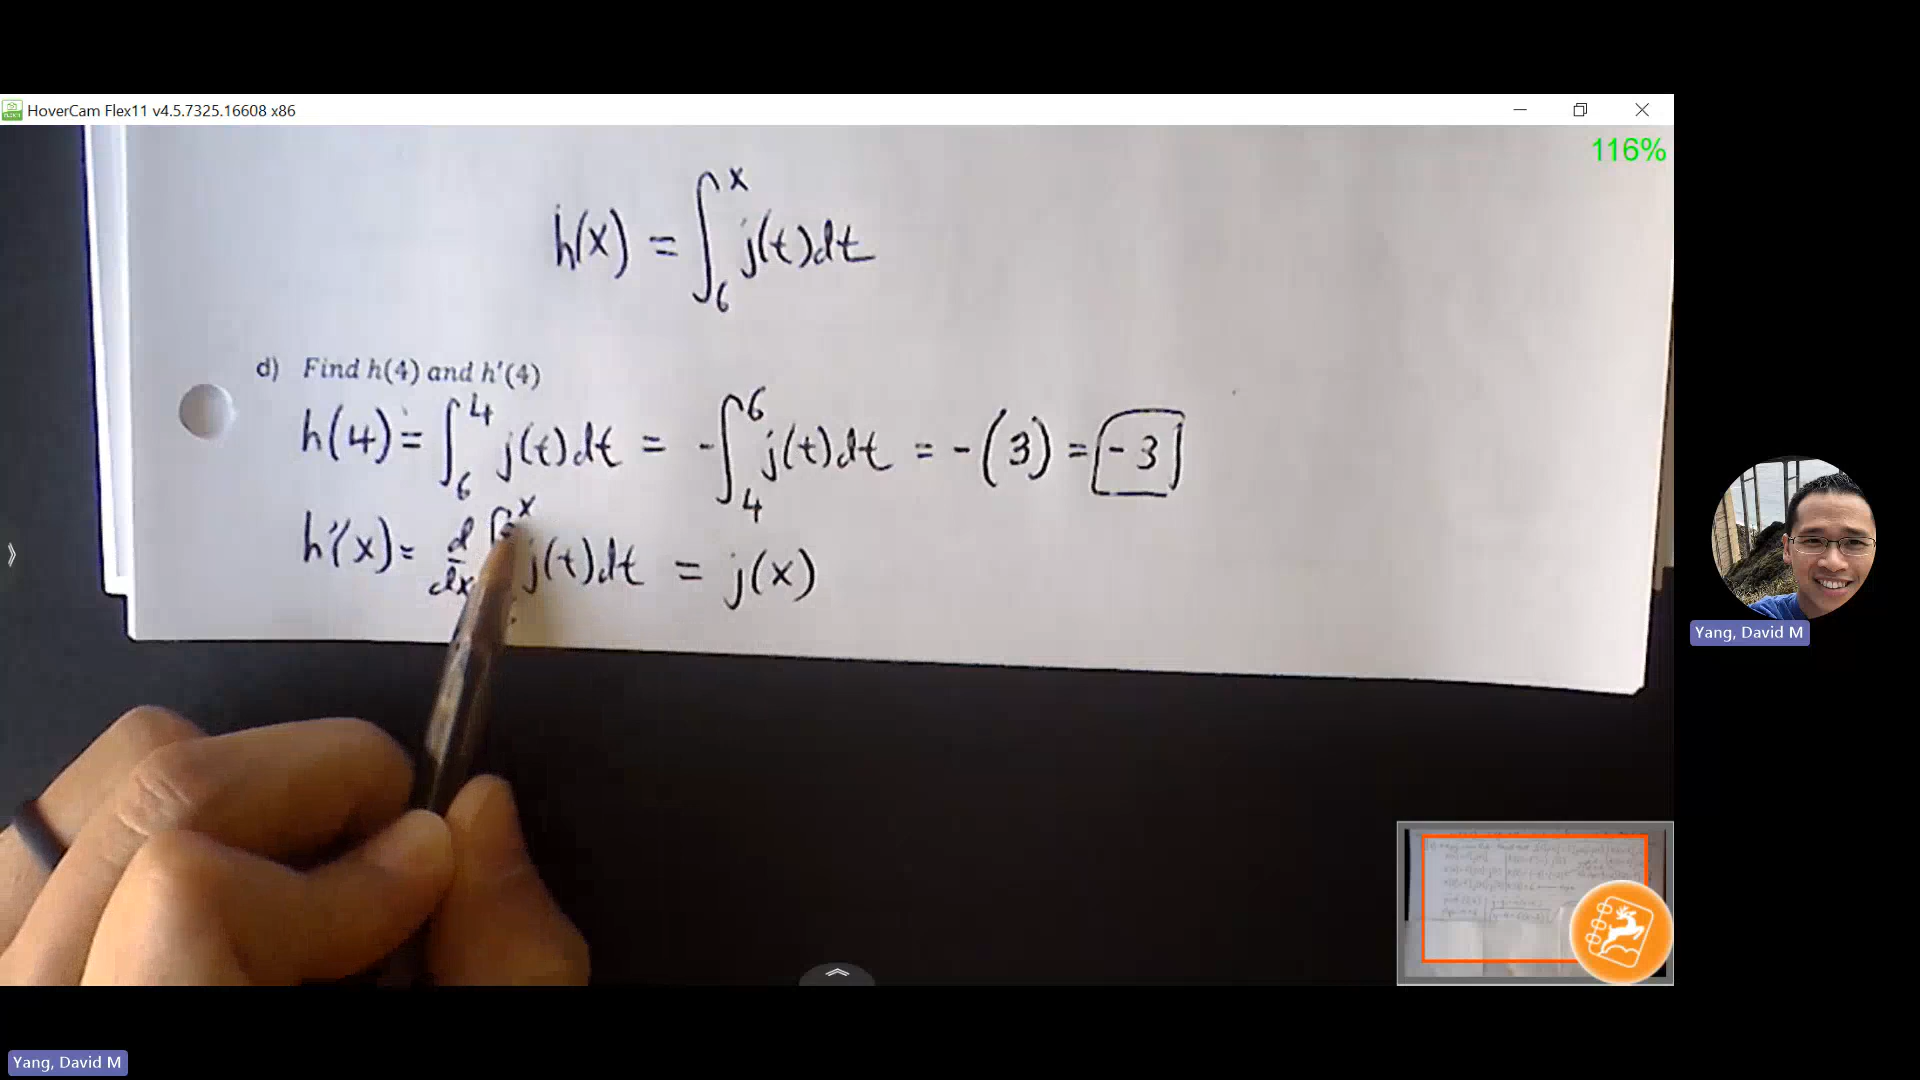 HoverCam Flex11 v4.5.7325.16608 x86
116%
h(x) = ∫₆ˣ j(t)dt
d) Find h(4) and h'(4)
h(4) = ∫₆⁴ j(t)dt = -∫₄⁶ j(t)dt = -(3) = -3
h'(x) = d/dx ∫ˣ j(t)dt = j(x)
Yang, David M
Yang, David M